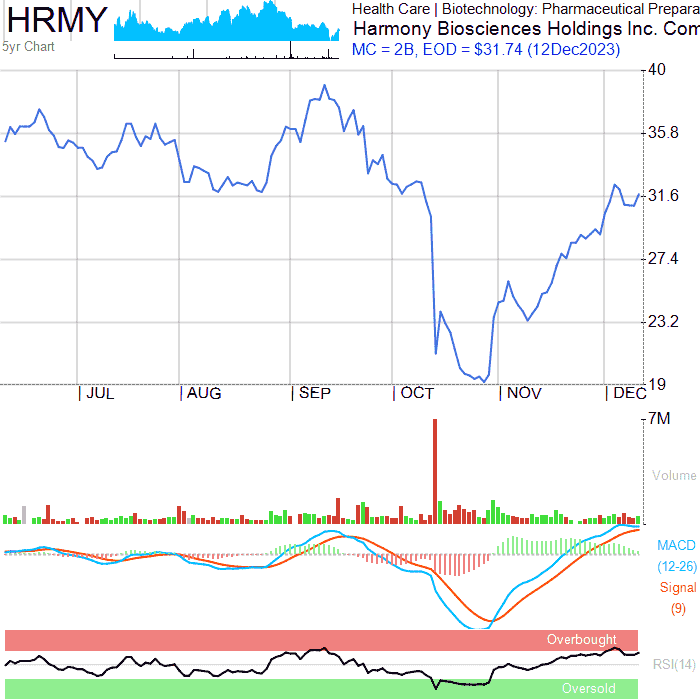 HRMY
5yr Chart
Health Care | Biotechnology: Pharmaceutical Prepara
Harmony Biosciences Holdings Inc. Com
MC = 2B, EOD = $31.74 (12Dec2023)
40
35.8
31.6
27.4
23.2
19
JUL
AUG
SEP
OCT
NOV
DEC
7M
Volume
MACD
(12-26)
Signal
(9)
Overbought
RSI(14)
Oversold